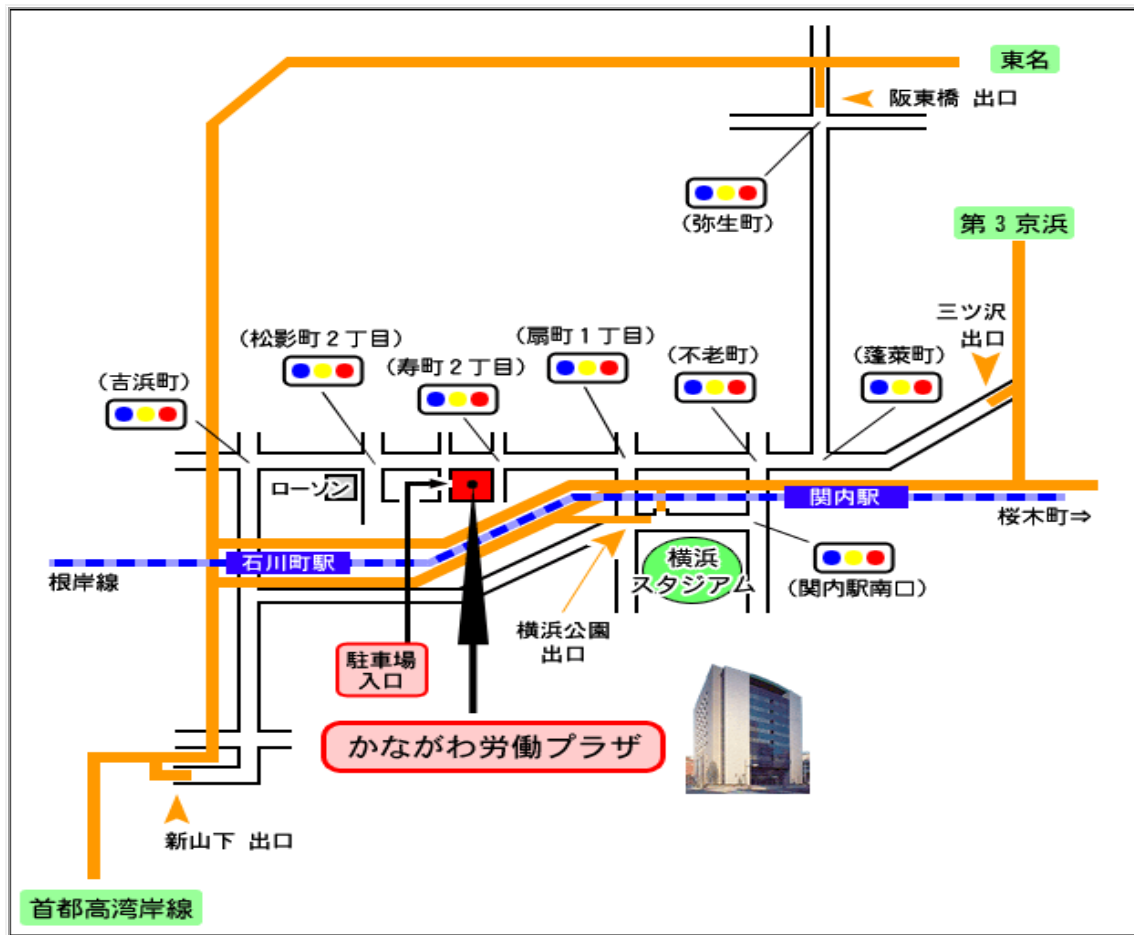 東名
阪東橋 出口
(弥生町)
第3京浜
三ツ沢
出口
(扇町1丁目)
(松影町2丁目)
(不老町)
(蓬莱町)
(寿町2丁目)
(吉浜町)
ローソン
関内駅
桜木町⇒
横浜
スタジアム
石川町駅
根岸線
(関内駅南口)
横浜公園
出口
駐車場
入口
かながわ労働プラザ
新山下 出口
首都高湾岸線